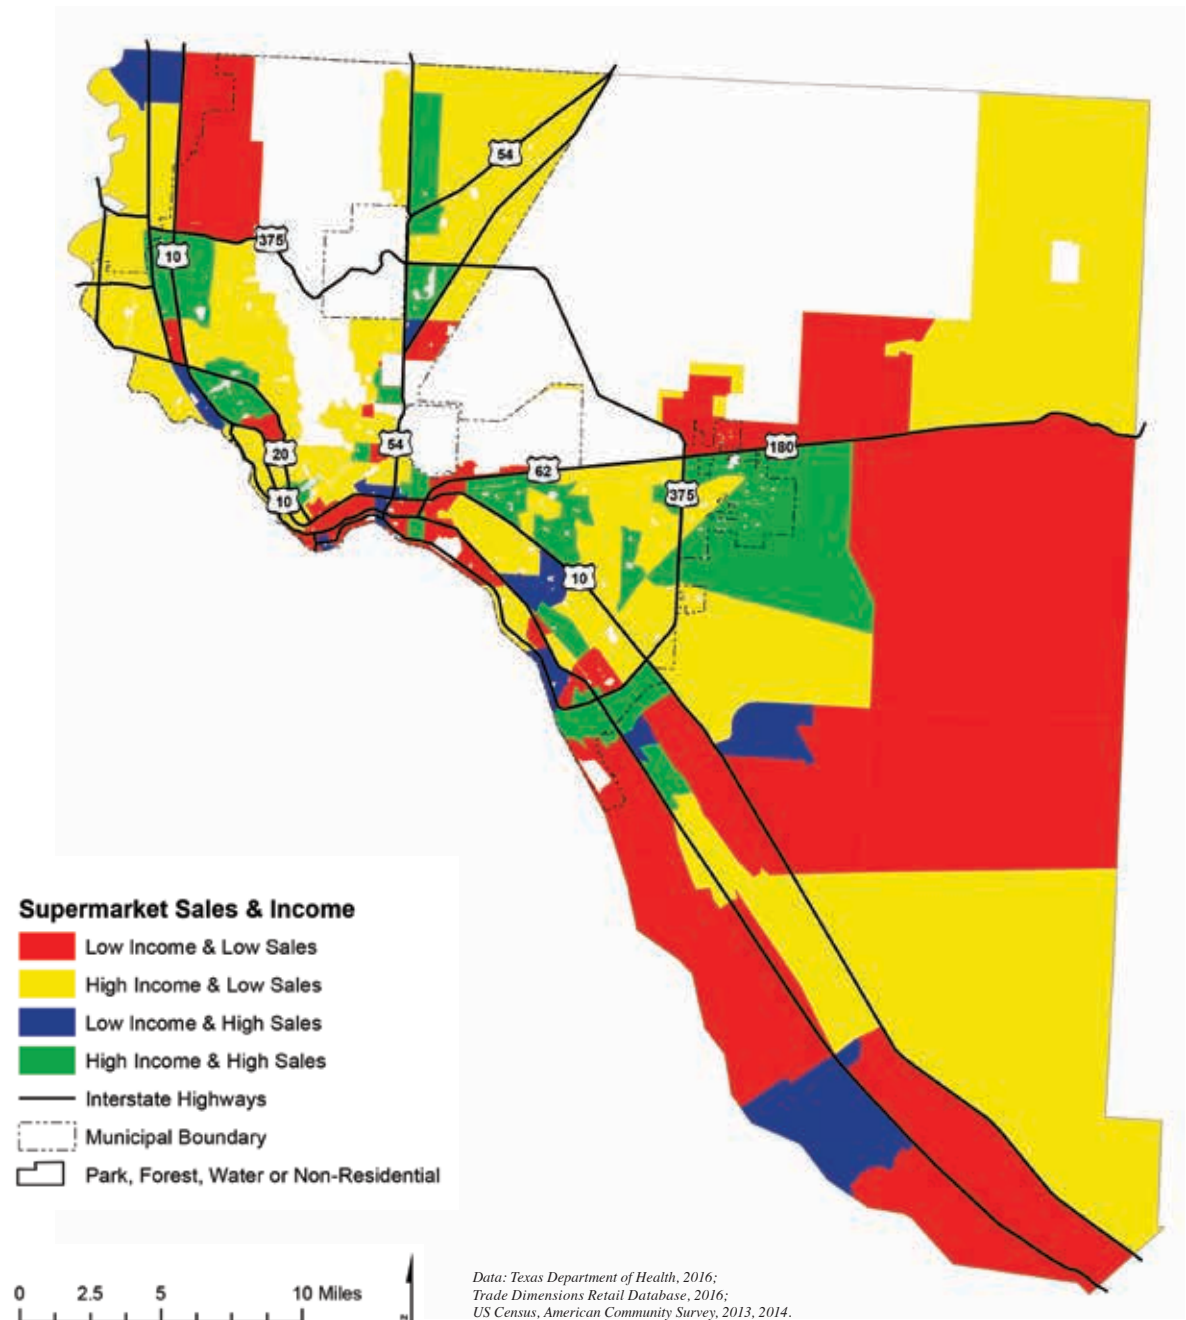 54
375
10
54
20
10
62
180
375
10
Supermarket Sales & Income
Low Income & Low Sales
High Income & Low Sales
Low Income & High Sales
High Income & High Sales
Interstate Highways
Municipal Boundary
Park, Forest, Water or Non-Residential
0 2.5 5 10 Miles
N
Data: Texas Department of Health, 2016;
Trade Dimensions Retail Database, 2016;
US Census, American Community Survey, 2013, 2014.